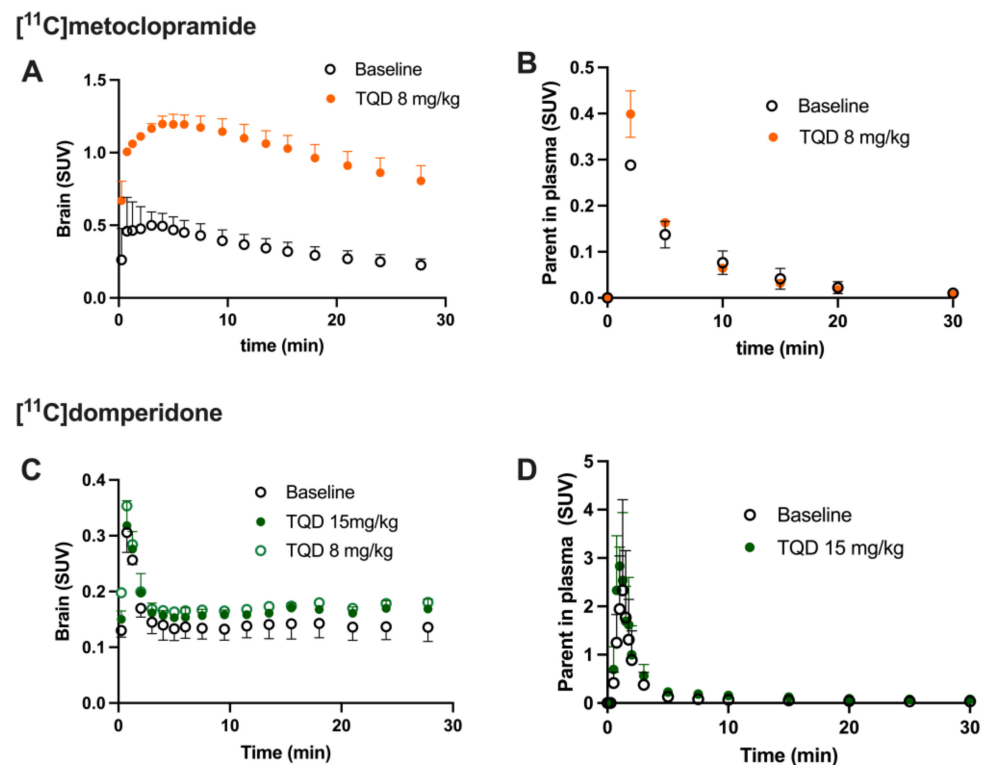 [¹¹C]metoclopramide
A
Baseline
TQD 8 mg/kg
1.5
1.0
0.5
0.0
Brain (SUV)
0 10 20 30
time (min)
B
Baseline
TQD 8 mg/kg
0.5
0.4
0.3
0.2
0.1
0.0
Parent in plasma (SUV)
0 10 20 30
time (min)
[¹¹C]domperidone
C
Baseline
TQD 15mg/kg
TQD 8 mg/kg
0.4
0.3
0.2
0.1
0.0
Brain (SUV)
0 10 20 30
Time (min)
D
Baseline
TQD 15 mg/kg
5
4
3
2
1
0
Parent in plasma (SUV)
0 10 20 30
Time (min)